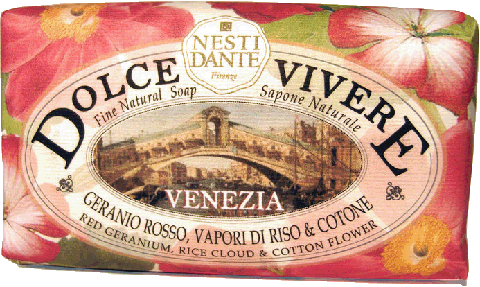 NESTI
DANTE
Firenze
DOLCE VIVERE
Fine Natural Soap
Sapone Naturale
VENEZIA
GERANIO ROSSO, VAPORI DI RISO & COTONE
RED GERANIUM, RICE CLOUD & COTTON FLOWER